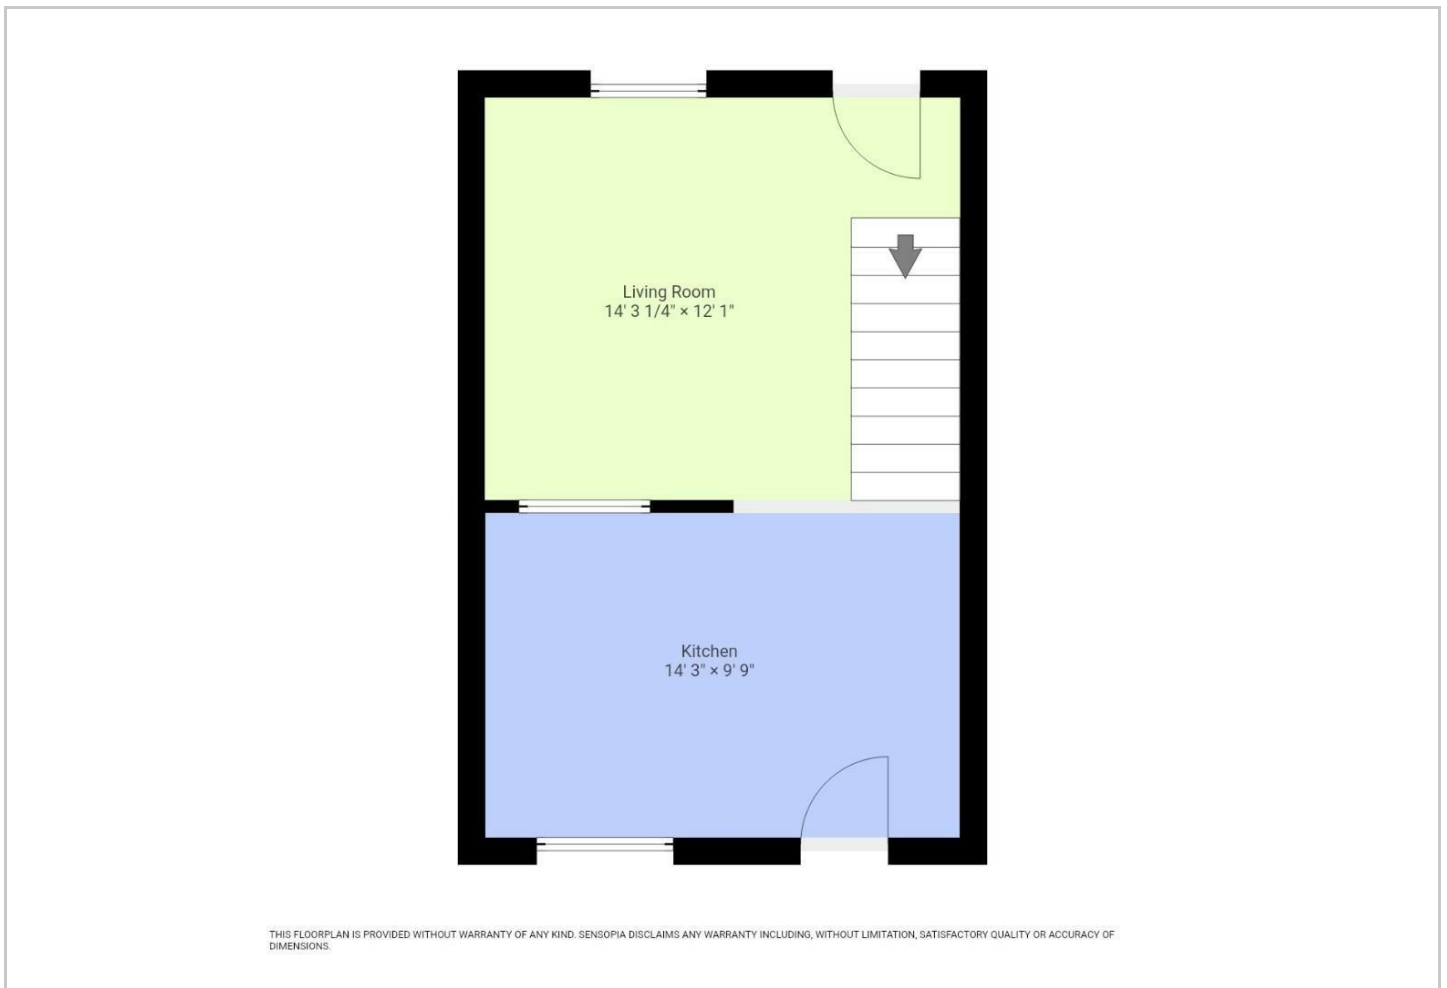 Living Room
14' 3 1/4" × 12' 1"
Kitchen
14' 3" × 9' 9"
THIS FLOORPLAN IS PROVIDED WITHOUT WARRANTY OF ANY KIND. SENSOPIA DISCLAIMS ANY WARRANTY INCLUDING, WITHOUT LIMITATION, SATISFACTORY QUALITY OR ACCURACY OF
DIMENSIONS.